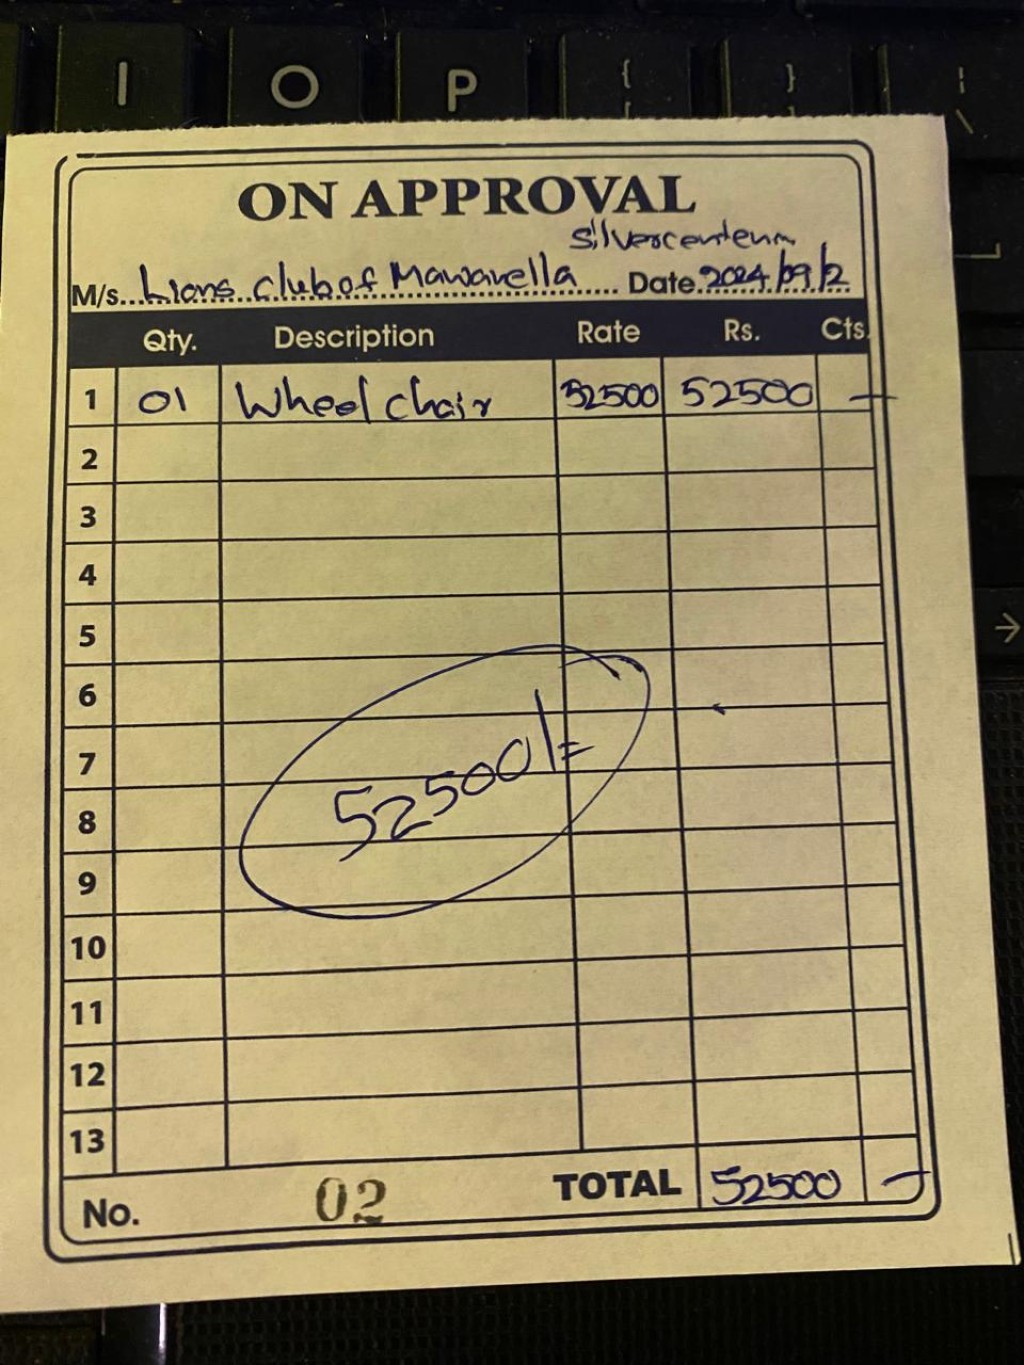 I O P { }
ON APPROVAL
Silvercentenn
M/s. Lions club of Mawanella Date 2024/09/2
Qty. Description Rate Rs. Cts.
1 01 Wheel chair 52500 52500 —
2
3
4
5
6
7
52500/=
8
9
10
11
12
13
No. 02 TOTAL 52500 —